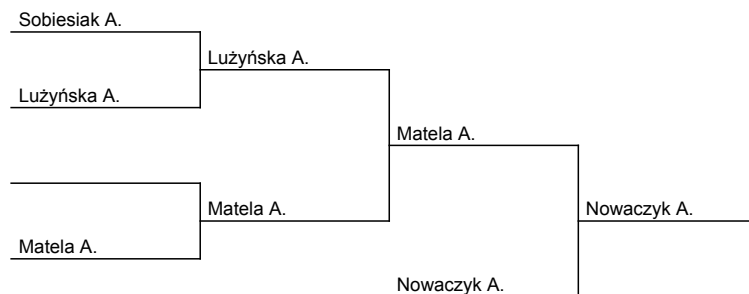 Sobiesiak A.
Lużyńska A.
Lużyńska A.
Matela A.
Matela A.
Nowaczyk A.
Matela A.
Nowaczyk A.